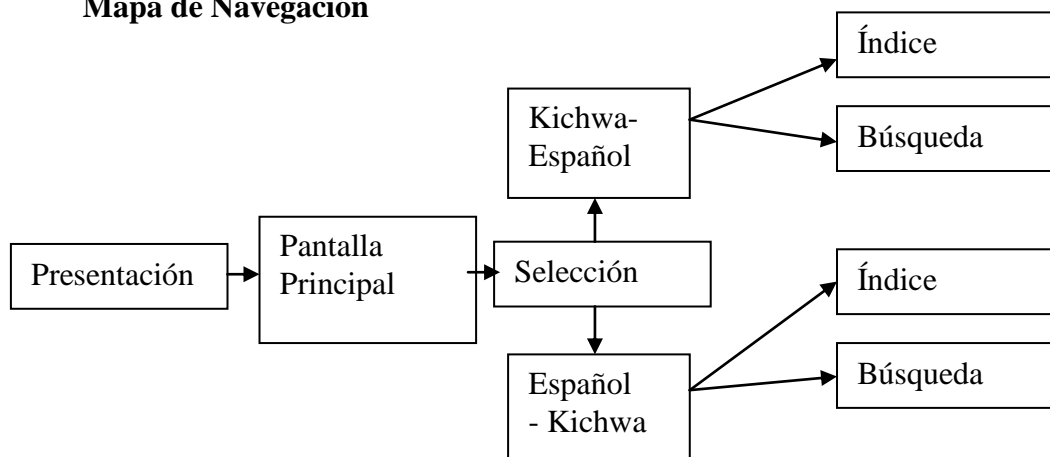 Mapa de Navegación
Presentación
Pantalla
Principal
Selección
Kichwa-
Español
Índice
Búsqueda
Español
- Kichwa
Índice
Búsqueda